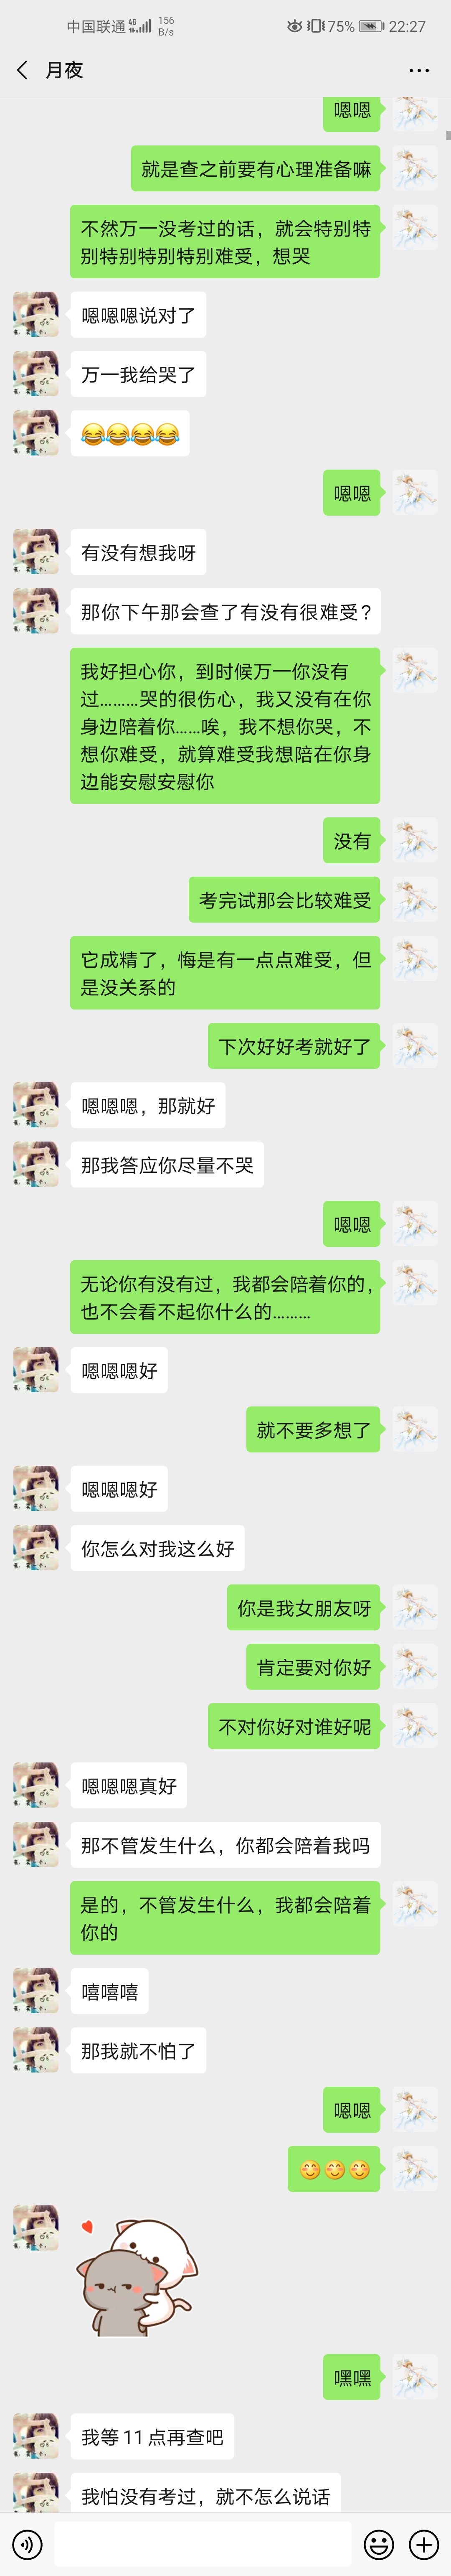 中国联通 4G 156 B/s 75% 22:27
月夜
嗯嗯
就是查之前要有心理准备嘛
不然万一没考过的话，就会特别特
别特别特别特别难受，想哭
嗯嗯嗯说对了
万一我给哭了
😂😂😂😂
嗯嗯
有没有想我呀
那你下午那会查了有没有很难受？
我好担心你，到时候万一你没有
过………哭的很伤心，我又没有在你
身边陪着你……唉，我不想你哭，不
想你难受，就算难受我想陪在你身
边能安慰安慰你
没有
考完试那会比较难受
它成精了，悔是有一点点难受，但
是没关系的
下次好好考就好了
嗯嗯嗯，那就好
那我答应你尽量不哭
嗯嗯
无论你有没有过，我都会陪着你的，
也不会看不起你什么的………
嗯嗯嗯好
就不要多想了
嗯嗯嗯好
你怎么对我这么好
你是我女朋友呀
肯定要对你好
不对你好对谁好呢
嗯嗯嗯真好
那不管发生什么，你都会陪着我吗
是的，不管发生什么，我都会陪着
你的
嘻嘻嘻
那我就不怕了
嗯嗯
😊😊😊
嘿嘿
我等11点再查吧
我怕没有考过，就不怎么说话